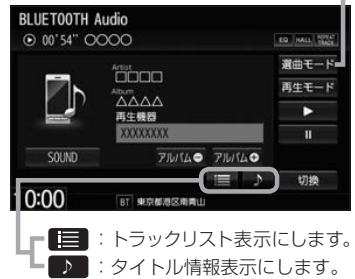 BLUETOOTH Audio
00'54" ○○○○
EQ HALL REPEAT TRACK
選曲モード
Artist
□□□□
Album
△△△△
再生モード
再生機器
XXXXXXXX
SOUND
アルバム
アルバム
切換
0:00
BT 東京都港区南青山
：トラックリスト表示にします。
：タイトル情報表示にします。